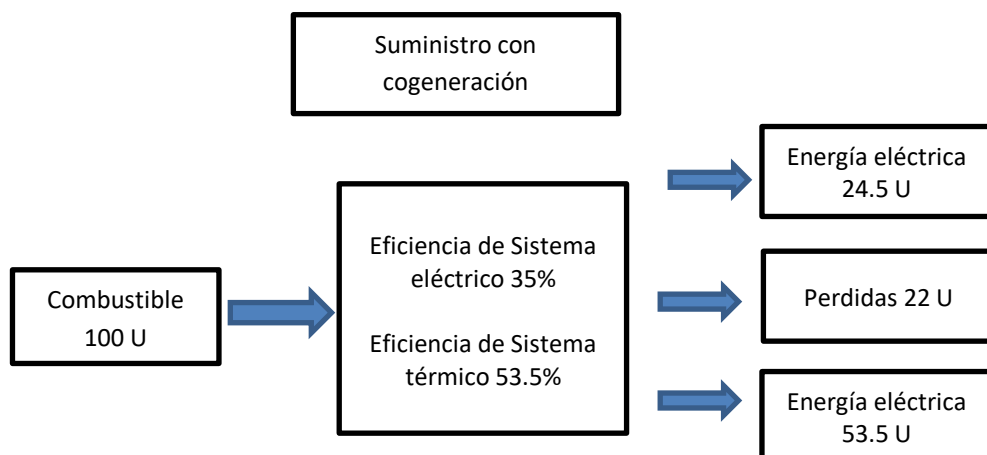 Suministro con
cogeneración
Combustible
100 U
Eficiencia de Sistema
eléctrico 35%
Eficiencia de Sistema
térmico 53.5%
Energía eléctrica
24.5 U
Perdidas 22 U
Energía eléctrica
53.5 U